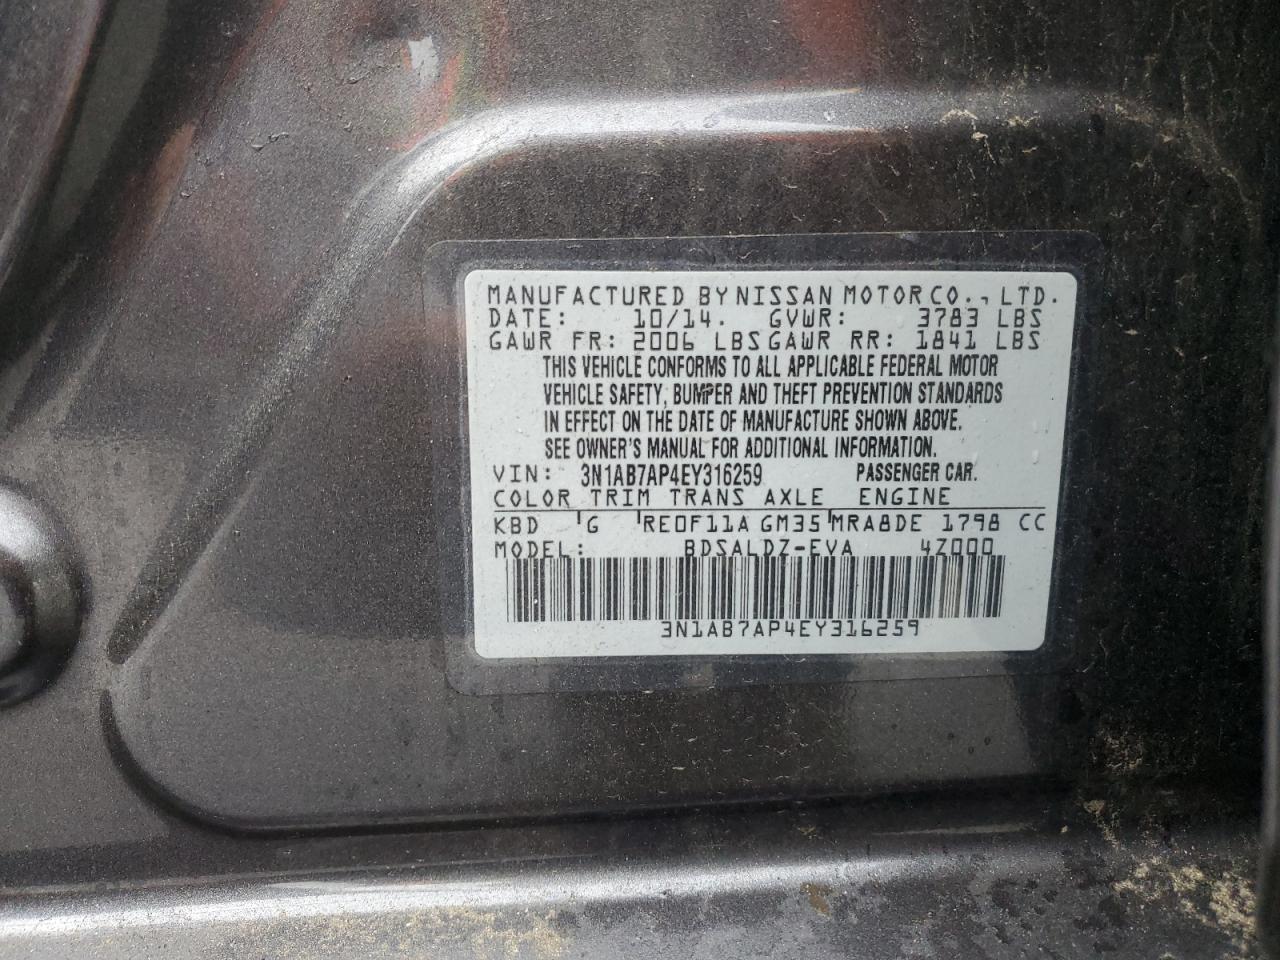 MANUFACTURED BY NISSAN MOTOR CO., LTD.
DATE: 10/14. GVWR: 3783 LBS
GAWR FR: 2006 LBS GAWR RR: 1841 LBS
THIS VEHICLE CONFORMS TO ALL APPLICABLE FEDERAL MOTOR
VEHICLE SAFETY, BUMPER AND THEFT PREVENTION STANDARDS
IN EFFECT ON THE DATE OF MANUFACTURE SHOWN ABOVE.
SEE OWNER'S MANUAL FOR ADDITIONAL INFORMATION.
VIN: 3N1AB7AP4EY316259 PASSENGER CAR.
COLOR TRIM TRANS AXLE ENGINE
KBD G RE0F11A GM35 MRA8DE 1798 CC
MODEL: BDSALDZ-EVA 4Z000
3N1AB7AP4EY316259